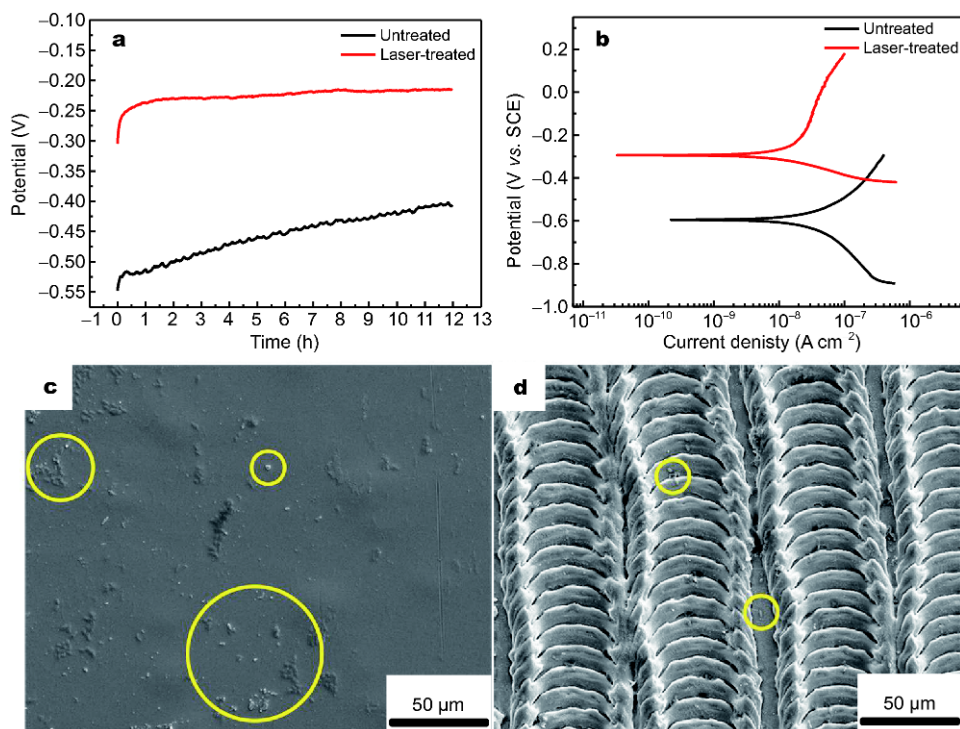 a
Untreated
Laser-treated
−0.10
−0.15
−0.20
−0.25
−0.30
−0.35
−0.40
−0.45
−0.50
−0.55
Potential (V)
−1 0 1 2 3 4 5 6 7 8 9 10 11 12 13
Time (h)
b
Untreated
Laser-treated
0.2
0.0
−0.2
−0.4
−0.6
−0.8
−1.0
Potential (V vs. SCE)
10⁻¹¹ 10⁻¹⁰ 10⁻⁹ 10⁻⁸ 10⁻⁷ 10⁻⁶
Current denisty (A cm²)
c
50 µm
d
50 µm